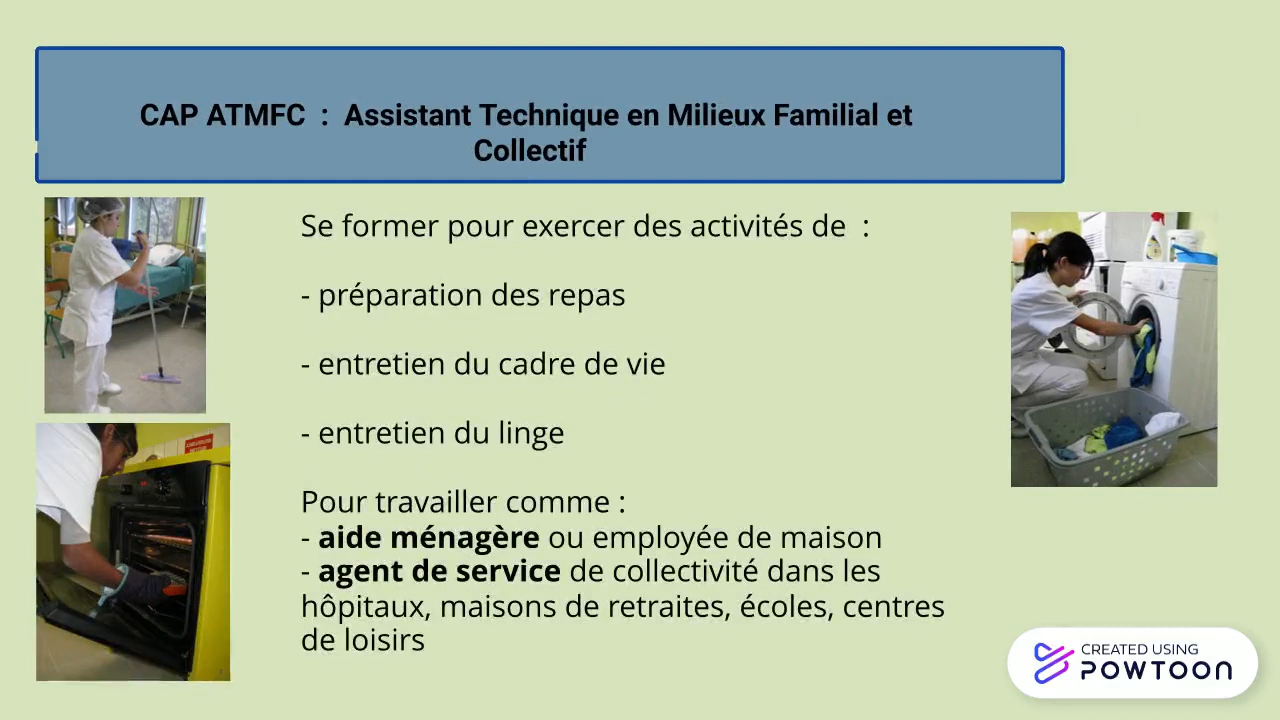 CAP ATMFC : Assistant Technique en Milieux Familial et
Collectif
Se former pour exercer des activités de :
- préparation des repas
- entretien du cadre de vie
- entretien du linge
Pour travailler comme :
- aide ménagère ou employée de maison
- agent de service de collectivité dans les
hôpitaux, maisons de retraites, écoles, centres
de loisirs
CREATED USING
POWTOON